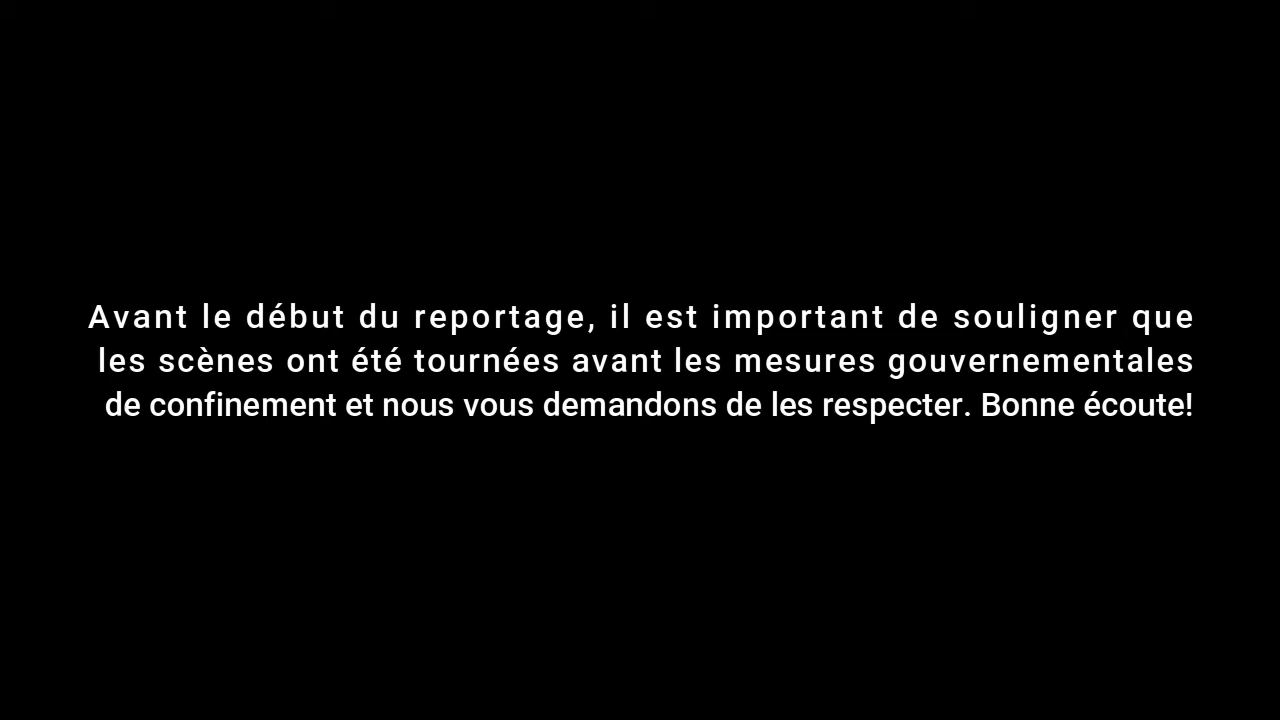 Avant le début du reportage, il est important de souligner que
les scènes ont été tournées avant les mesures gouvernementales
de confinement et nous vous demandons de les respecter. Bonne écoute!